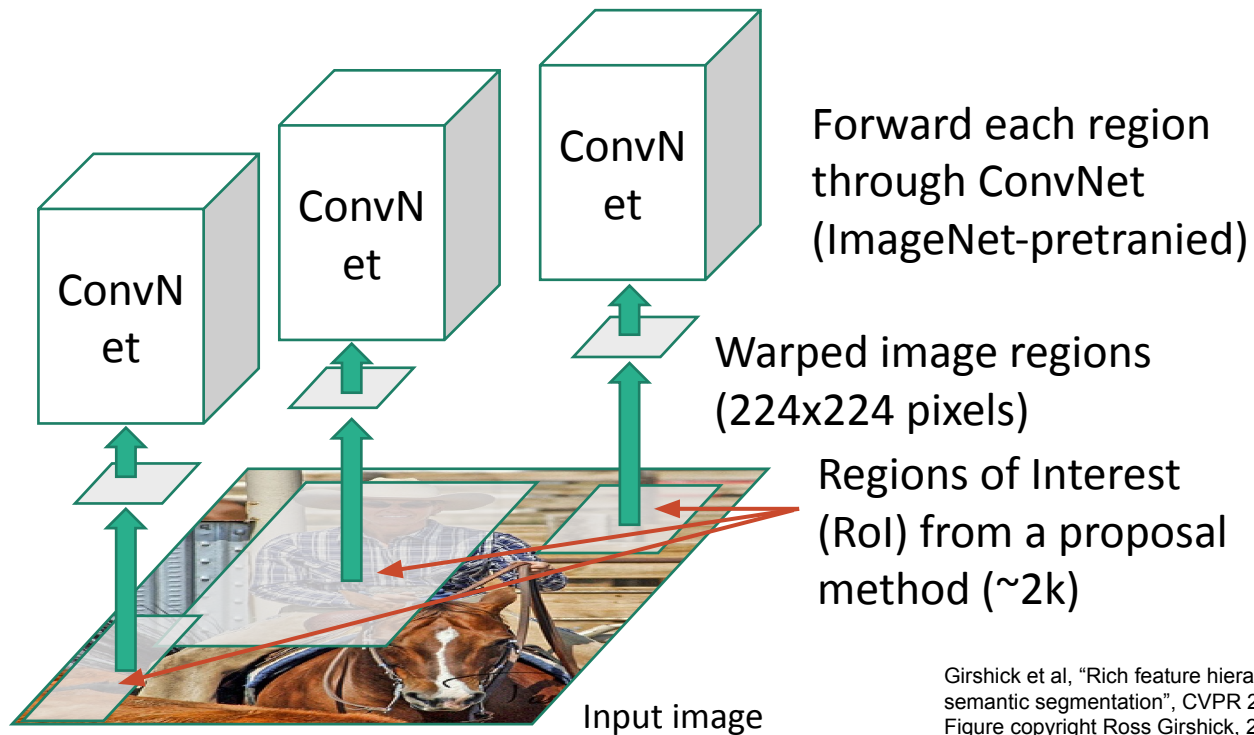 ConvN
et
ConvN
et
ConvN
et
Forward each region
through ConvNet
(ImageNet-pretranied)
Warped image regions
(224x224 pixels)
Regions of Interest
(RoI) from a proposal
method (~2k)
Input image
Girshick et al, “Rich feature hiera
semantic segmentation”, CVPR 2
Figure copyright Ross Girshick, 2